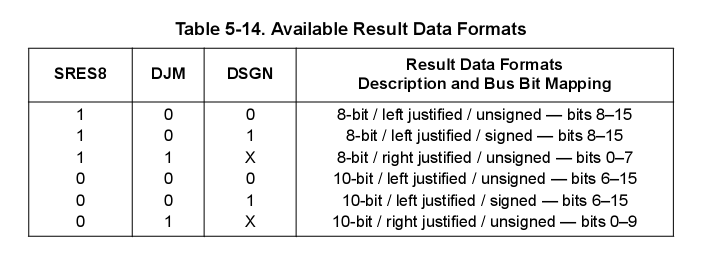 Table 5-14. Available Result Data Formats
SRES8 DJM DSGN Result Data Formats
Description and Bus Bit Mapping
1 0 0 8-bit / left justified / unsigned — bits 8–15
1 0 1 8-bit / left justified / signed — bits 8–15
1 1 X 8-bit / right justified / unsigned — bits 0–7
0 0 0 10-bit / left justified / unsigned — bits 6–15
0 0 1 10-bit / left justified / signed — bits 6–15
0 1 X 10-bit / right justified / unsigned — bits 0–9